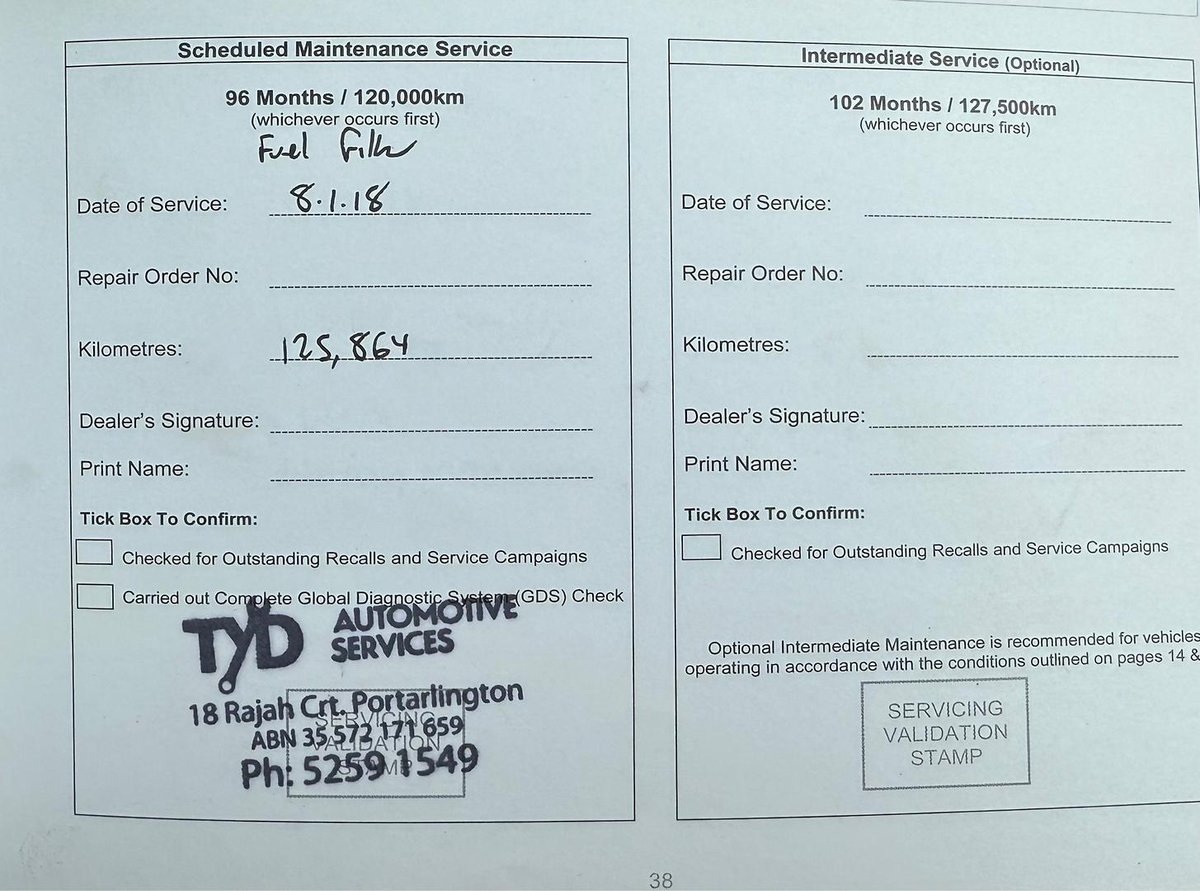 Scheduled Maintenance Service
96 Months / 120,000km
(whichever occurs first)
Fuel Filter
Date of Service: 8.1.18
Repair Order No:
Kilometres: 125,864
Dealer's Signature:
Print Name:
Tick Box To Confirm:
Checked for Outstanding Recalls and Service Campaigns
Carried out Complete Global Diagnostic System (GDS) Check
TYD AUTOMOTIVE
SERVICES
18 Rajah Crt. Portarlington
ABN 35 572 171 659
Ph: 5259 1549
SERVICING
VALIDATION
STAMP
Intermediate Service (Optional)
102 Months / 127,500km
(whichever occurs first)
Date of Service:
Repair Order No:
Kilometres:
Dealer's Signature:
Print Name:
Tick Box To Confirm:
Checked for Outstanding Recalls and Service Campaigns
Optional Intermediate Maintenance is recommended for vehicles
operating in accordance with the conditions outlined on pages 14 &
SERVICING
VALIDATION
STAMP
38